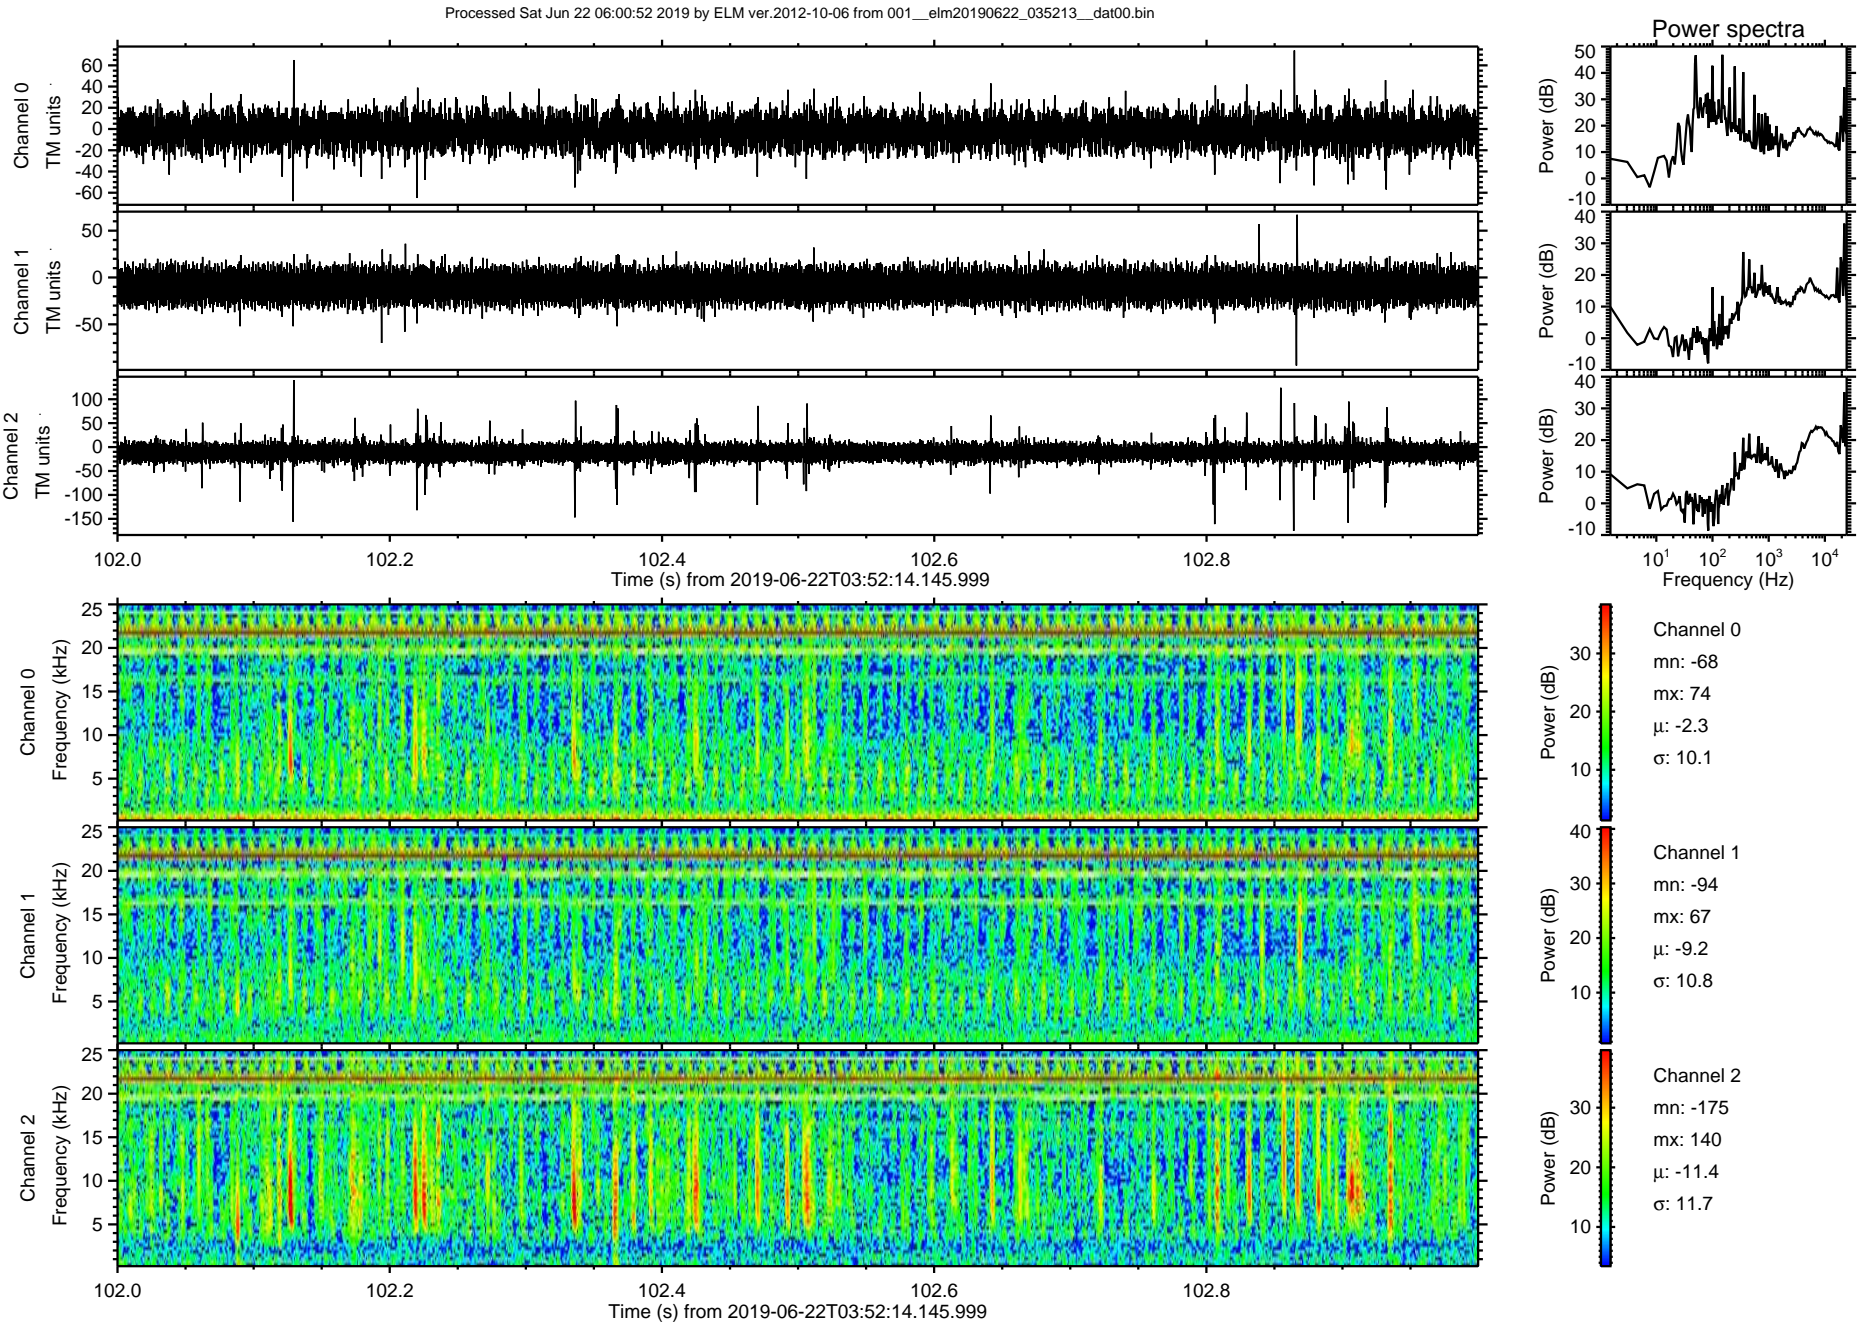 Processed Sat Jun 22 06:00:52 2019 by ELM ver.2012-10-06 from 001__elm20190622_035213__dat00.bin
Power spectra
Channel 0
TM units
60
40
20
0
-20
-40
-60
Power (dB)
50
40
30
20
10
0
-10
Channel 1
TM units
50
0
-50
Power (dB)
40
30
20
10
0
-10
Channel 2
TM units
100
50
0
-50
-100
-150
Power (dB)
40
30
20
10
0
-10
102.0 102.2 102.4 102.6 102.8
Time (s) from 2019-06-22T03:52:14.145.999
10¹ 10² 10³ 10⁴
Frequency (Hz)
Channel 0
Frequency (kHz)
25
20
15
10
5
Power (dB)
30
20
10
Channel 0
mn: -68
mx: 74
μ: -2.3
σ: 10.1
Channel 1
Frequency (kHz)
25
20
15
10
5
Power (dB)
40
30
20
10
Channel 1
mn: -94
mx: 67
μ: -9.2
σ: 10.8
Channel 2
Frequency (kHz)
25
20
15
10
5
Power (dB)
30
20
10
Channel 2
mn: -175
mx: 140
μ: -11.4
σ: 11.7
102.0 102.2 102.4 102.6 102.8
Time (s) from 2019-06-22T03:52:14.145.999